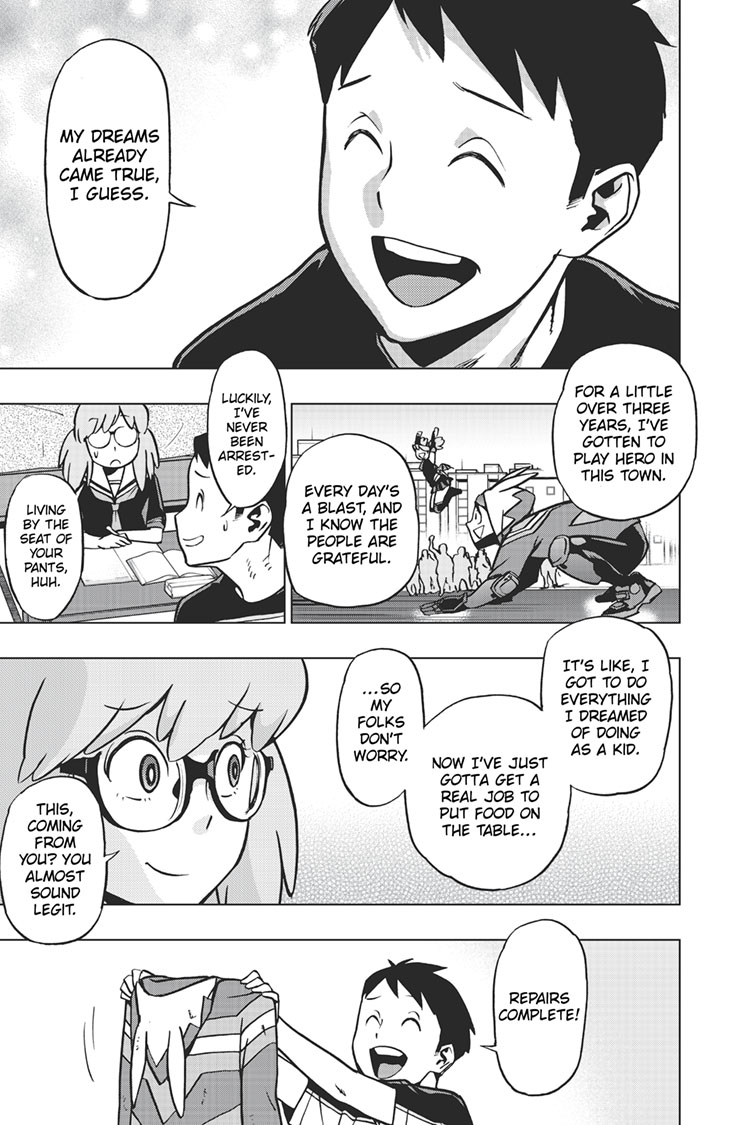 MY DREAMS
ALREADY
CAME TRUE,
I GUESS.
FOR A LITTLE
OVER THREE
YEARS, I'VE
GOTTEN TO
PLAY HERO IN
THIS TOWN.
EVERY DAY'S
A BLAST, AND
I KNOW THE
PEOPLE ARE
GRATEFUL.
LUCKILY,
I'VE
NEVER
BEEN
ARREST-
ED.
LIVING
BY THE
SEAT OF
YOUR
PANTS,
HUH.
IT'S LIKE, I
GOT TO DO
EVERYTHING
I DREAMED
OF DOING
AS A KID.
NOW I'VE JUST
GOTTA GET A
REAL JOB TO
PUT FOOD ON
THE TABLE...
...SO
MY
FOLKS
DON'T
WORRY.
THIS,
COMING
FROM
YOU? YOU
ALMOST
SOUND
LEGIT.
REPAIRS
COMPLETE!